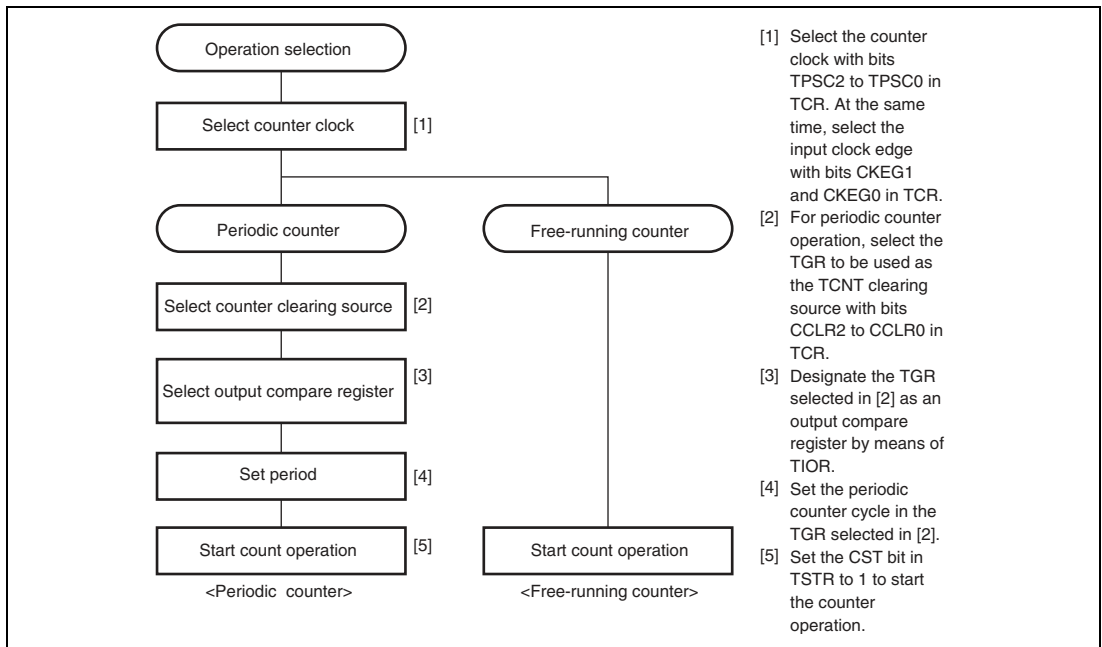 Operation selection
Select counter clock
[1]
Periodic counter
Free-running counter
Select counter clearing source
[2]
Select output compare register
[3]
Set period
[4]
Start count operation
[5]
Start count operation
<Periodic counter>
<Free-running counter>
[1] Select the counter
clock with bits
TPSC2 to TPSC0 in
TCR. At the same
time, select the
input clock edge
with bits CKEG1
and CKEG0 in TCR.
[2] For periodic counter
operation, select the
TGR to be used as
the TCNT clearing
source with bits
CCLR2 to CCLR0 in
TCR.
[3] Designate the TGR
selected in [2] as an
output compare
register by means of
TIOR.
[4] Set the periodic
counter cycle in the
TGR selected in [2].
[5] Set the CST bit in
TSTR to 1 to start
the counter
operation.